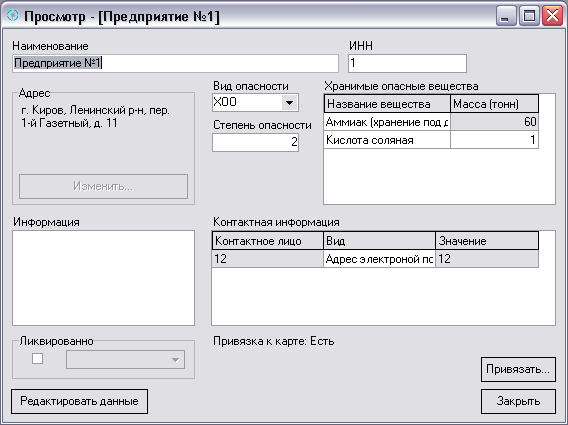 Просмотр - [Предприятие №1]
Наименование
ИНН
Предприятие №1
1
Адрес
г. Киров, Ленинский р-н, пер.
1-й Газетный, д. 11
Изменить...
Вид опасности
ХОО
Степень опасности
2
Хранимые опасные вещества
Название вещества Масса (тонн)
Аммиак (хранение под д 60
Кислота соляная 1
Информация
Контактная информация
Контактное лицо Вид Значение
12 Адрес электроной по 12
Ликвированно
Привязка к карте: Есть
Привязать...
Редактировать данные
Закрыть